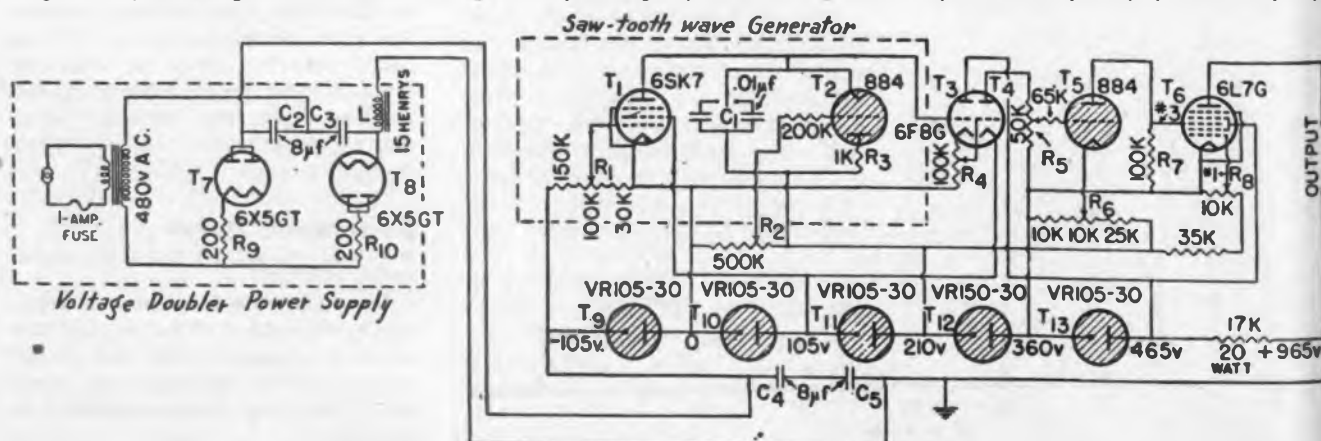 Saw-tooth wave Generator
T1 6SK7 .01μf T2 884 T3 T4 T5 884 T6 6L7G
C1
200K 6F8G 50K 65K #3
1K R3 100K R4 R5 100K R7 #1 R8
150K R1 10K
100K 30K R2 R6
10K 10K 25K 35K
500K
OUTPUT
C2 C3 L 15 HENRYS
8μf
480v A.C.
T7 T8
1-AMP. FUSE
6X5GT 6X5GT
200 R9 200 R10
Voltage Doubler Power Supply
VR105-30 VR105-30 VR105-30 VR150-30 VR105-30
T9 T10 T11 T12 T13 17K
-105v. 0 105v 210v 360v 465v 20 WATT +965v
C4 8μf C5